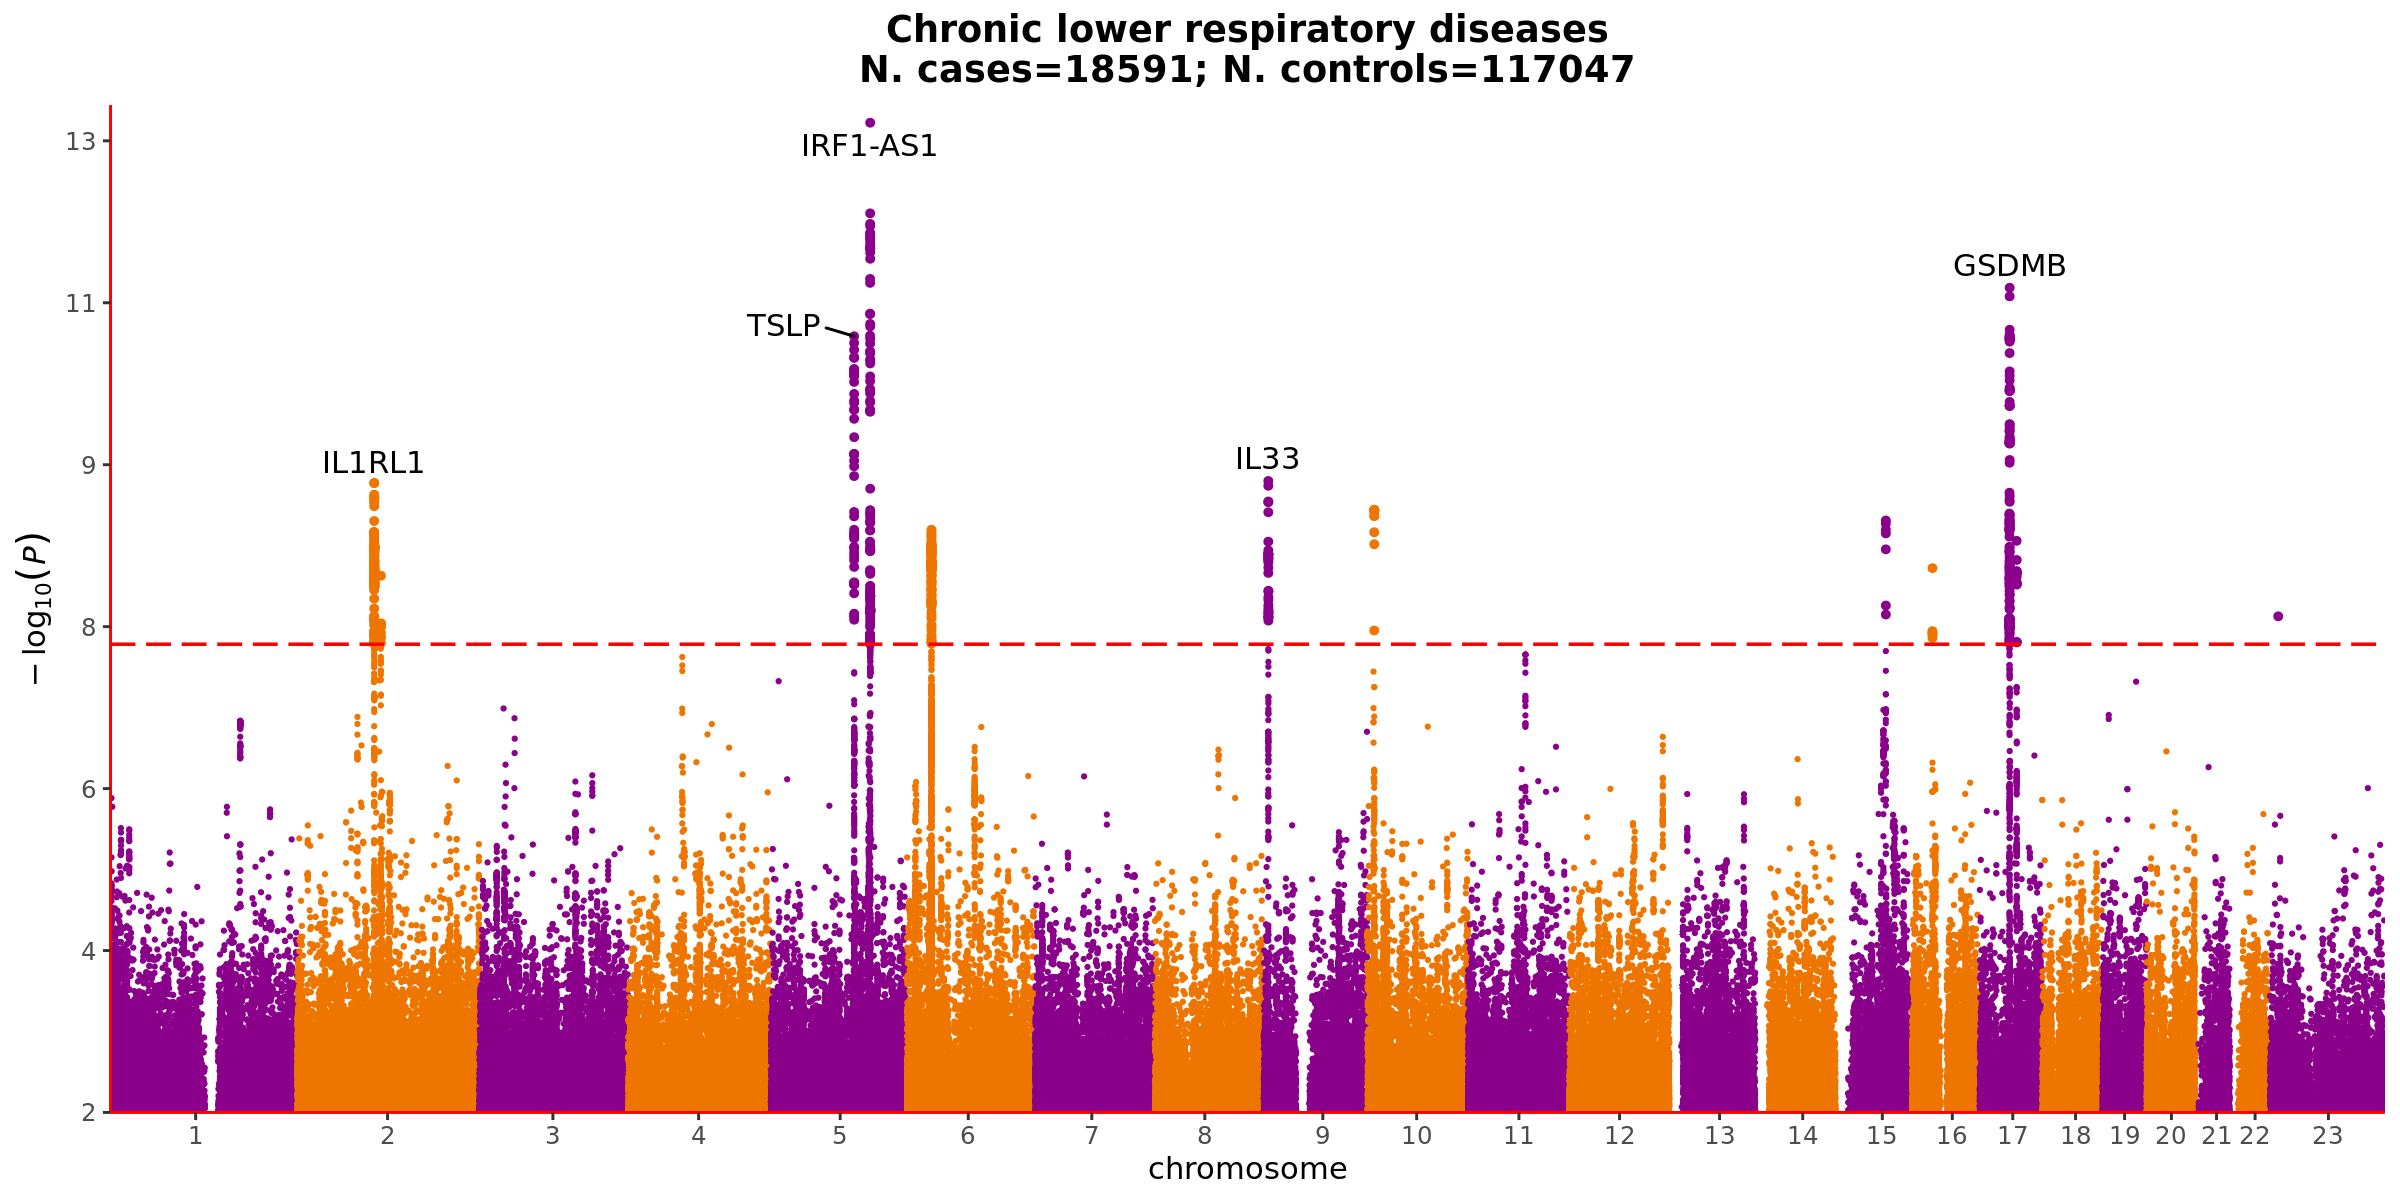 Chronic lower respiratory diseases
N. cases=18591; N. controls=117047
13
IRF1-AS1
GSDMB
11
TSLP
9
IL1RL1
IL33
−log₁₀(P)
8
6
4
2
1 2 3 4 5 6 7 8 9 10 11 12 13 14 15 16 17 18 19 20 21 22 23
chromosome